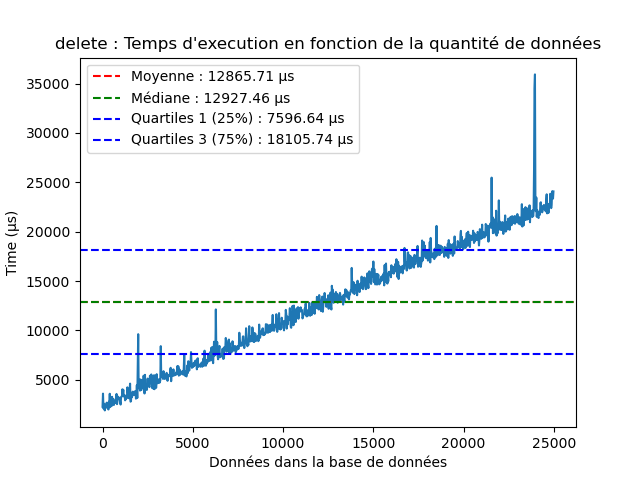 delete : Temps d'execution en fonction de la quantité de données
Moyenne : 12865.71 µs
Médiane : 12927.46 µs
Quartiles 1 (25%) : 7596.64 µs
Quartiles 3 (75%) : 18105.74 µs
Time (µs)
35000
30000
25000
20000
15000
10000
5000
0 5000 10000 15000 20000 25000
Données dans la base de données